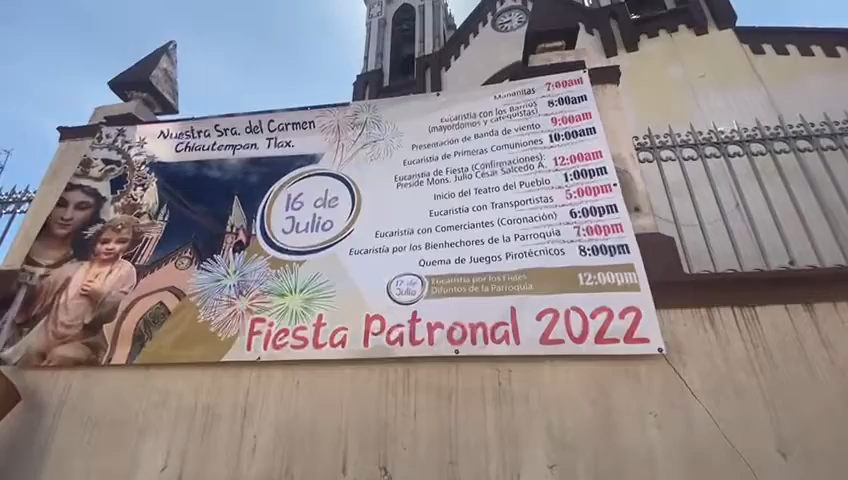 Nuestra Sra. del Carmen
Chiautempan, Tlax.
16 de
Julio
Mañanitas 7:00am
Eucaristía con los Barrios
(mayordomos y catequistas) 8:00am
Presentación de Banda de viento 9:00am
Eucaristía de Primeras Comuniones 10:00am
Eucaristía de Fiesta (Confirmaciones)
Preside Mons. Julio César Salcedo A. 12:00am
Inicio del Teatro del Pueblo 1:00pm
Eucaristía con Transportistas 5:00pm
Eucaristía con Comerciantes (Coronación) 6:00pm
Eucaristía por los Bienhechores de la Parroquia 7:00pm
Quema de Juegos Pirotécnicos 8:00pm
17 de
Julio
Eucaristía por los Fieles
Difuntos de la Parroquia 12:00pm
Fiesta Patronal 2022